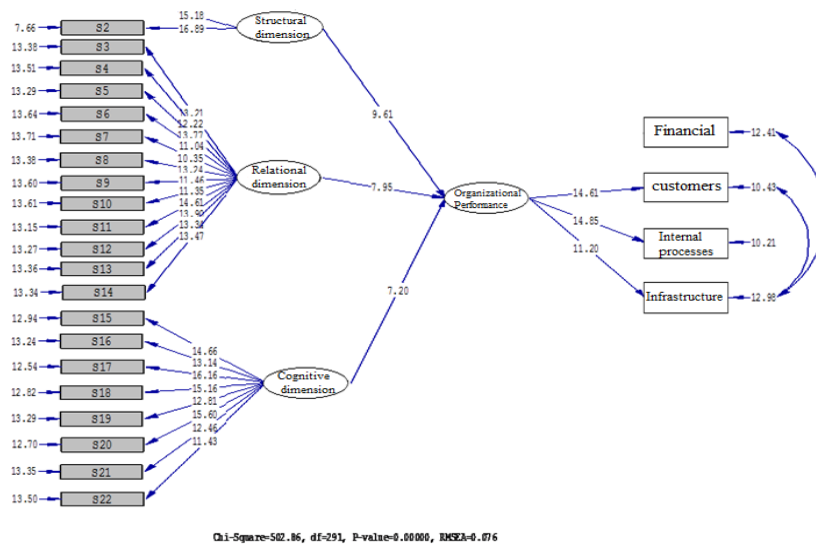 15.18
Structural
dimension
7.66 S2 16.89
13.38 S3
13.51 S4
13.29 S5
9.61
13.64 S6
12.22
13.71 S7
13.77
11.04
Financial 12.41
13.38 S8
10.35
13.24
Relational
dimension
13.60 S9
11.46
7.95
Organizational
Performance
14.61 customers 10.43
13.61 S10
11.35
14.61
13.15 S11
13.90
14.85
13.27 S12
Internal
processes
10.21
11.20
13.36 S13
13.47
13.34 S14
7.20
Infrastructure 12.98
12.94 S15
13.24 S16
14.66
13.14
12.54 S17
16.16
Cognitive
dimension
12.82 S18
15.16
12.81
13.29 S19
15.60
12.70 S20
12.46
11.43
13.35 S21
13.50 S22
Chi-Square=502.86, df=291, P-value=0.00000, RMSEA=0.076